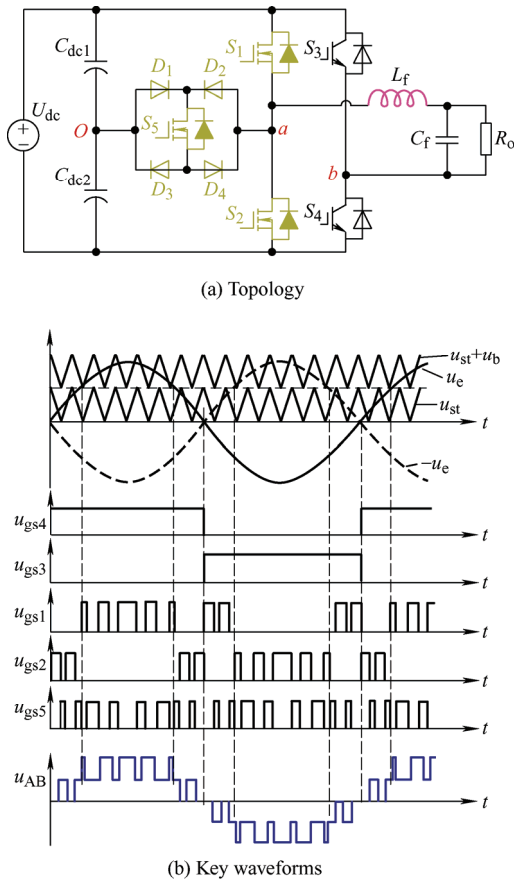 C_dc1
S_1
S_3
D_1
D_2
L_f
U_dc
O
S_5
a
C_f
R_o
C_dc2
D_3
D_4
b
S_2
S_4
(a) Topology
u_st+u_b
u_e
u_st
t
-u_e
u_gs4
t
u_gs3
t
u_gs1
t
u_gs2
t
u_gs5
t
u_AB
t
(b) Key waveforms